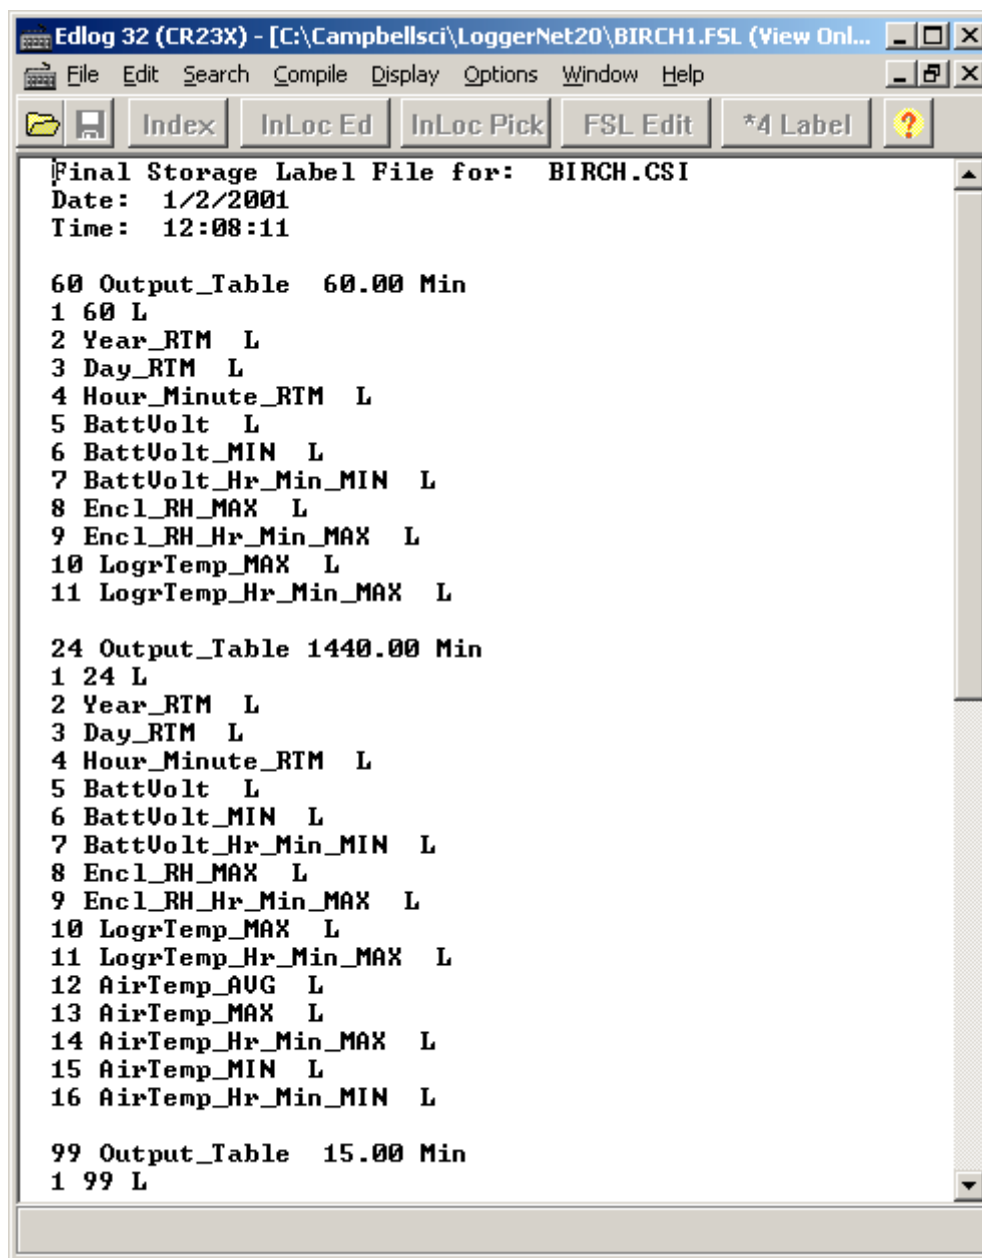 Edlog 32 (CR23X) - [C:\Campbellsci\LoggerNet20\BIRCH1.FSL (View Onl...
File Edit Search Compile Display Options Window Help
Index InLoc Ed InLoc Pick FSL Edit *4 Label ?
Final Storage Label File for:  BIRCH.CSI
Date:  1/2/2001
Time:  12:08:11
60 Output_Table  60.00 Min
1 60 L
2 Year_RTM  L
3 Day_RTM  L
4 Hour_Minute_RTM  L
5 BattVolt  L
6 BattVolt_MIN  L
7 BattVolt_Hr_Min_MIN  L
8 Encl_RH_MAX  L
9 Encl_RH_Hr_Min_MAX  L
10 LogrTemp_MAX  L
11 LogrTemp_Hr_Min_MAX  L
24 Output_Table 1440.00 Min
1 24 L
2 Year_RTM  L
3 Day_RTM  L
4 Hour_Minute_RTM  L
5 BattVolt  L
6 BattVolt_MIN  L
7 BattVolt_Hr_Min_MIN  L
8 Encl_RH_MAX  L
9 Encl_RH_Hr_Min_MAX  L
10 LogrTemp_MAX  L
11 LogrTemp_Hr_Min_MAX  L
12 AirTemp_AVG  L
13 AirTemp_MAX  L
14 AirTemp_Hr_Min_MAX  L
15 AirTemp_MIN  L
16 AirTemp_Hr_Min_MIN  L
99 Output_Table  15.00 Min
1 99 L